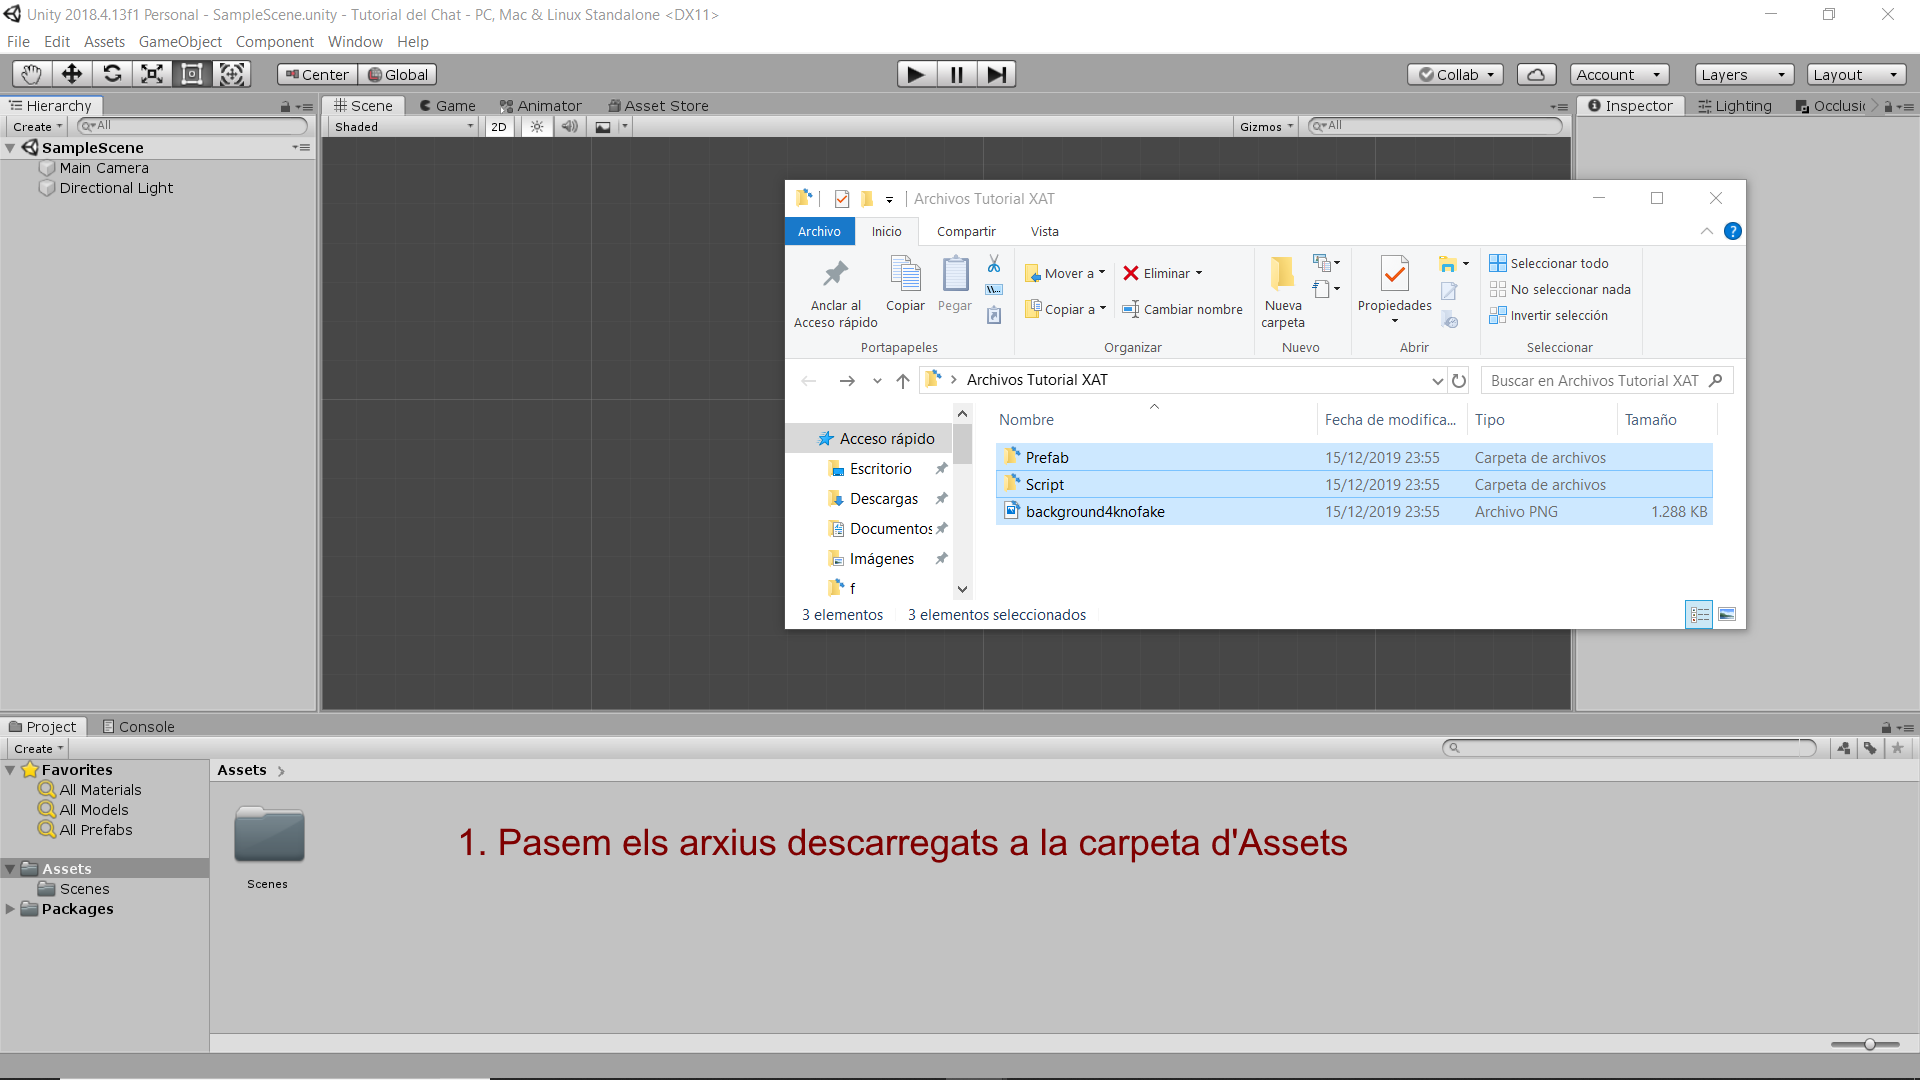 Unity 2018.4.13f1 Personal - SampleScene.unity - Tutorial del Chat - PC, Mac & Linux Standalone <DX11>
File Edit Assets GameObject Component Window Help
Center Global Collab Account Layers Layout
Hierarchy Scene Game Animator Asset Store Inspector Lighting
Create All Shaded 2D Gizmos All
SampleScene
Main Camera
Directional Light
Archivos Tutorial XAT
Archivo Inicio Compartir Vista
Anclar al
Acceso rápido
Copiar
Pegar
Portapapeles
Mover a
Copiar a
Eliminar
Cambiar nombre
Organizar
Nueva
carpeta
Nuevo
Propiedades
Abrir
Seleccionar todo
No seleccionar nada
Invertir selección
Seleccionar
Archivos Tutorial XAT
Buscar en Archivos Tutorial XAT
Acceso rápido
Escritorio
Descargas
Documentos
Imágenes
f
Nombre Fecha de modifica... Tipo Tamaño
Prefab 15/12/2019 23:55 Carpeta de archivos
Script 15/12/2019 23:55 Carpeta de archivos
background4knofake 15/12/2019 23:55 Archivo PNG 1.288 KB
3 elementos 3 elementos seleccionados
Project Console
Create
Favorites
All Materials
All Models
All Prefabs
Assets
Scenes
Packages
Assets
Scenes
1. Pasem els arxius descarregats a la carpeta d'Assets